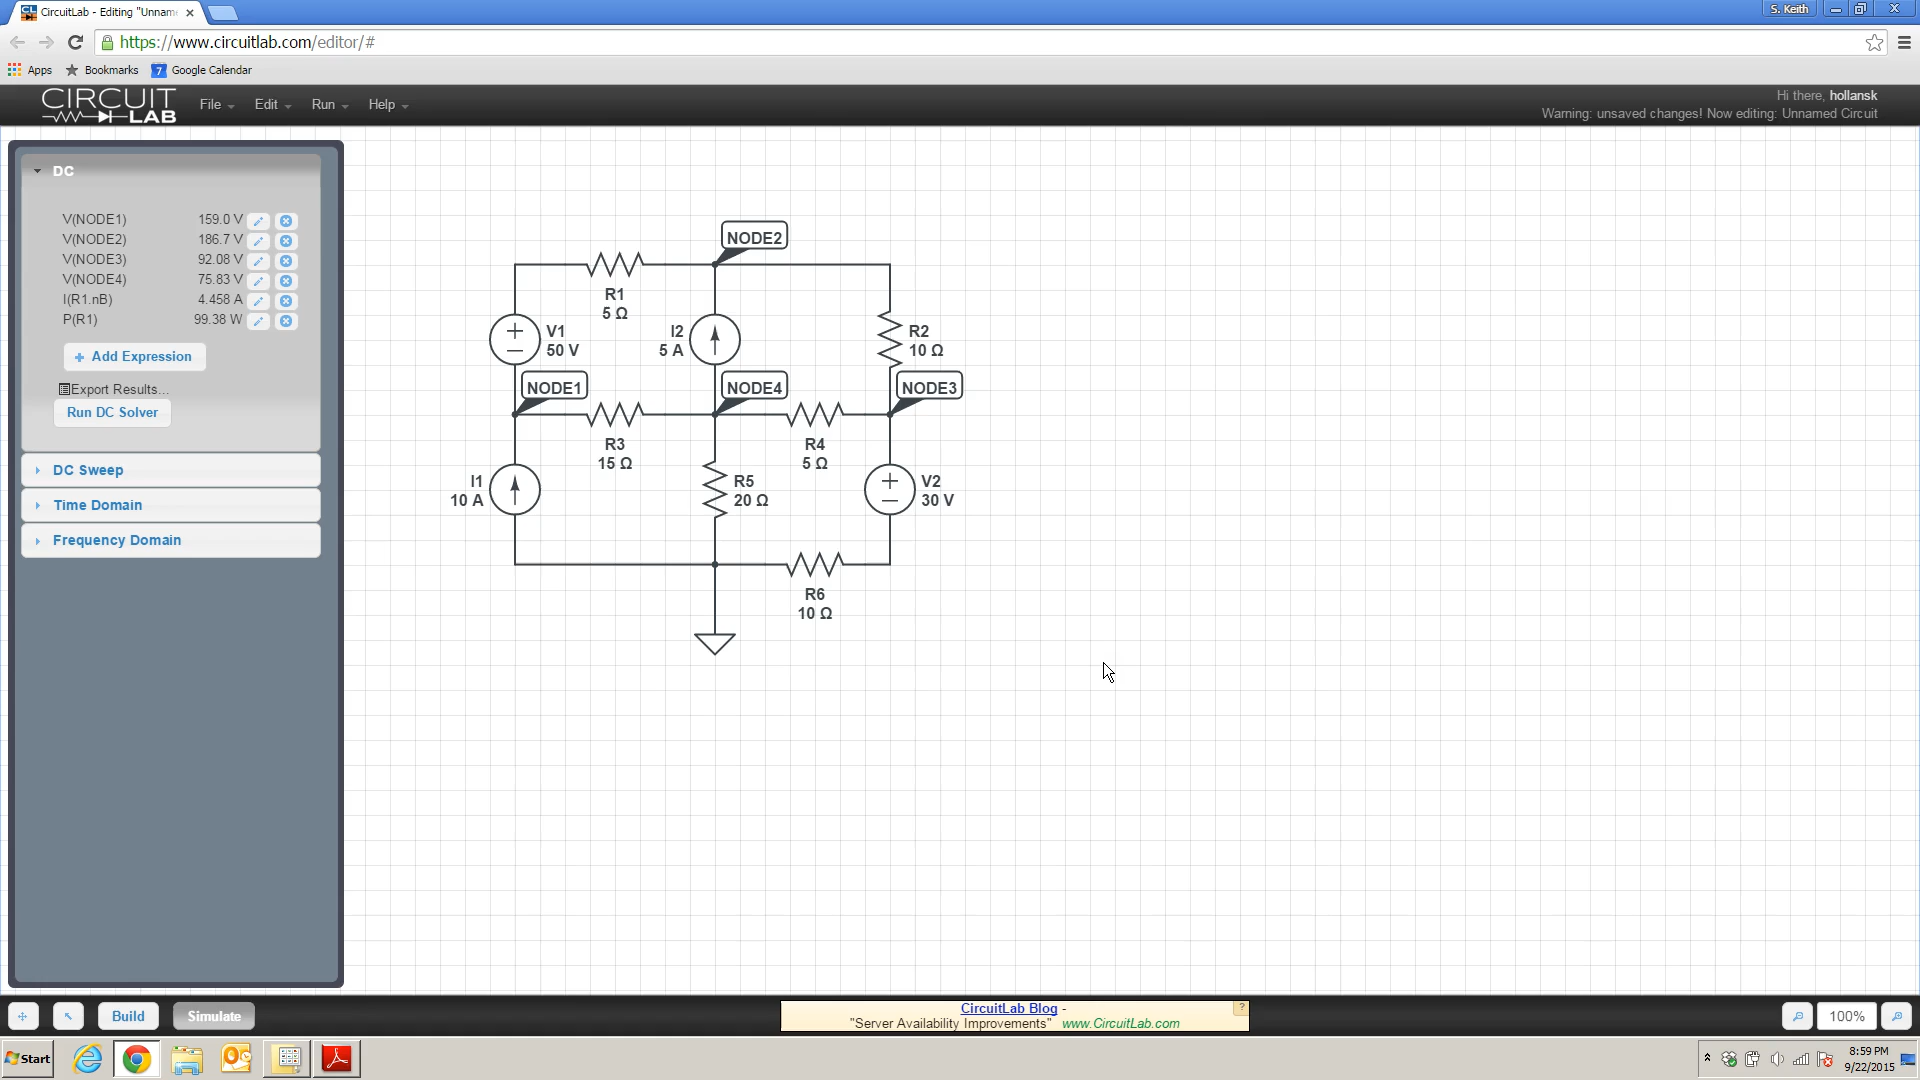 CircuitLab - Editing "Unnam
S. Keith
https://www.circuitlab.com/editor/#
Apps Bookmarks 7 Google Calendar
CIRCUIT LAB
File Edit Run Help
Hi there, hollansk
Warning: unsaved changes! Now editing: Unnamed Circuit
DC
V(NODE1) 159.0 V
V(NODE2) 186.7 V
V(NODE3) 92.08 V
V(NODE4) 75.83 V
I(R1.nB) 4.458 A
P(R1) 99.38 W
+ Add Expression
Export Results...
Run DC Solver
DC Sweep
Time Domain
Frequency Domain
NODE2
R1
5 Ω
V1
50 V
I2
5 A
R2
10 Ω
NODE1
NODE4
NODE3
R3
15 Ω
R4
5 Ω
I1
10 A
R5
20 Ω
V2
30 V
R6
10 Ω
Build
Simulate
CircuitLab Blog -
"Server Availability Improvements" www.CircuitLab.com
?
100%
Start
8:59 PM
9/22/2015